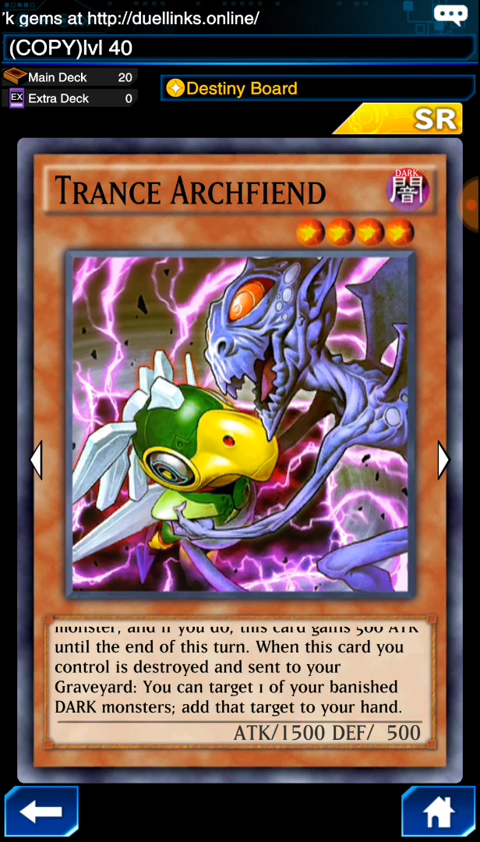 'k gems at http://duellinks.online/
(COPY)lvl 40
Main Deck 20
EX Extra Deck 0
Destiny Board
SR
TRANCE ARCHFIEND
DARK
闇
monster, and if you do, this card gains 500 ATK
until the end of this turn. When this card you
control is destroyed and sent to your
Graveyard: You can target 1 of your banished
DARK monsters; add that target to your hand.
ATK/1500 DEF/ 500